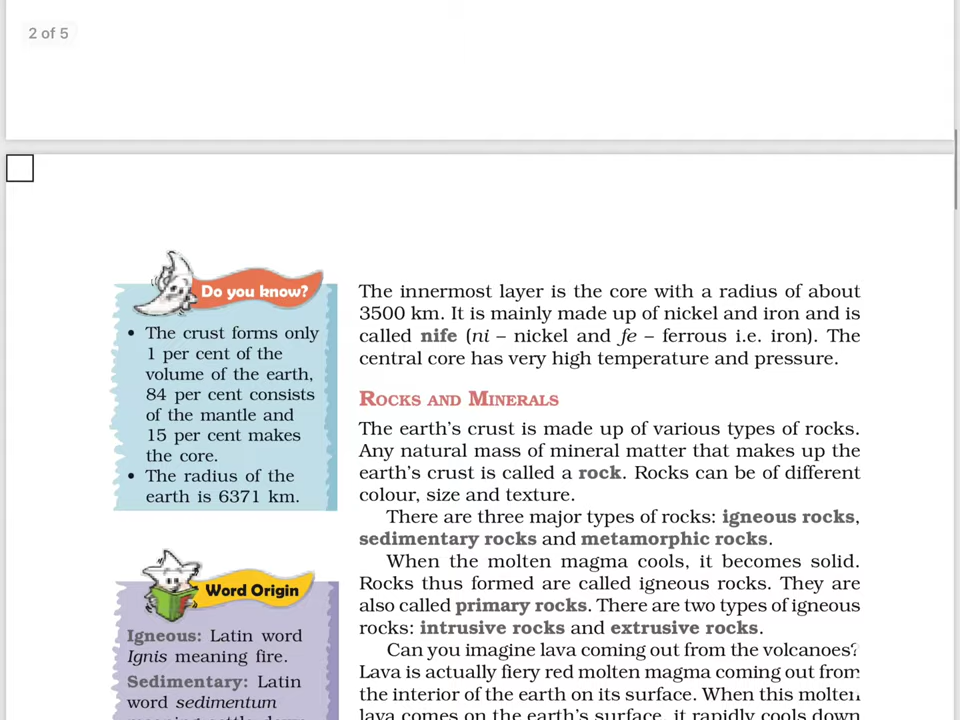 2 of 5
Do you know?
• The crust forms only
1 per cent of the
volume of the earth,
84 per cent consists
of the mantle and
15 per cent makes
the core.
• The radius of the
earth is 6371 km.
Word Origin
Igneous: Latin word
Ignis meaning fire.
Sedimentary: Latin
word sedimentum
The innermost layer is the core with a radius of about
3500 km. It is mainly made up of nickel and iron and is
called nife (ni – nickel and fe – ferrous i.e. iron). The
central core has very high temperature and pressure.
ROCKS AND MINERALS
The earth’s crust is made up of various types of rocks.
Any natural mass of mineral matter that makes up the
earth’s crust is called a rock. Rocks can be of different
colour, size and texture.
There are three major types of rocks: igneous rocks,
sedimentary rocks and metamorphic rocks.
When the molten magma cools, it becomes solid.
Rocks thus formed are called igneous rocks. They are
also called primary rocks. There are two types of igneous
rocks: intrusive rocks and extrusive rocks.
Can you imagine lava coming out from the volcanoes?
Lava is actually fiery red molten magma coming out from
the interior of the earth on its surface. When this molten
lava comes on the earth’s surface, it rapidly cools down